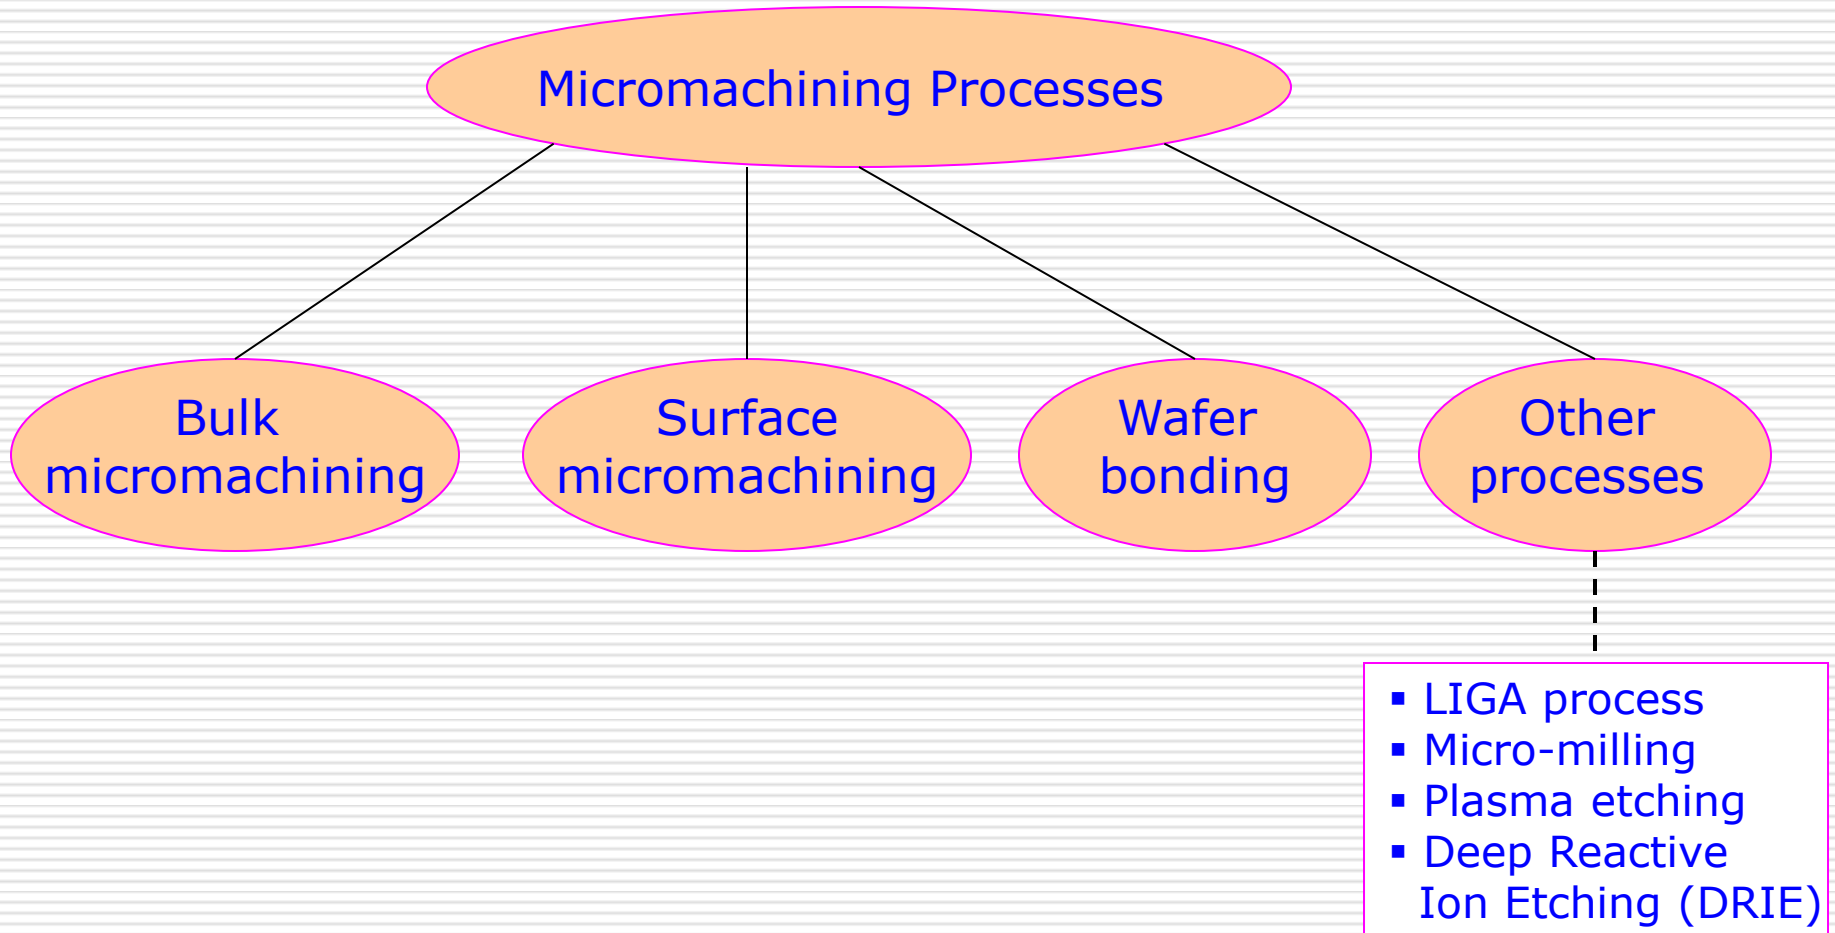 Micromachining Processes
Bulk
micromachining
Surface
micromachining
Wafer
bonding
Other
processes
▪ LIGA process
▪ Micro-milling
▪ Plasma etching
▪ Deep Reactive
Ion Etching (DRIE)